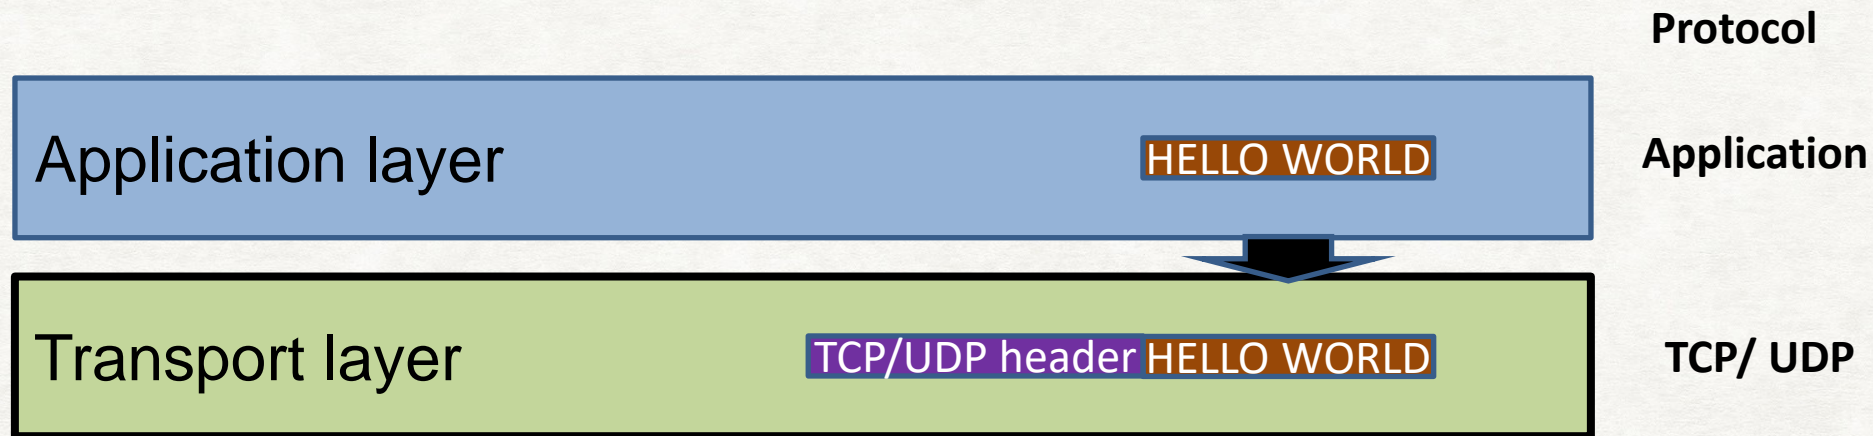 Protocol
Application layer HELLO WORLD Application
Transport layer TCP/UDP header HELLO WORLD TCP/ UDP